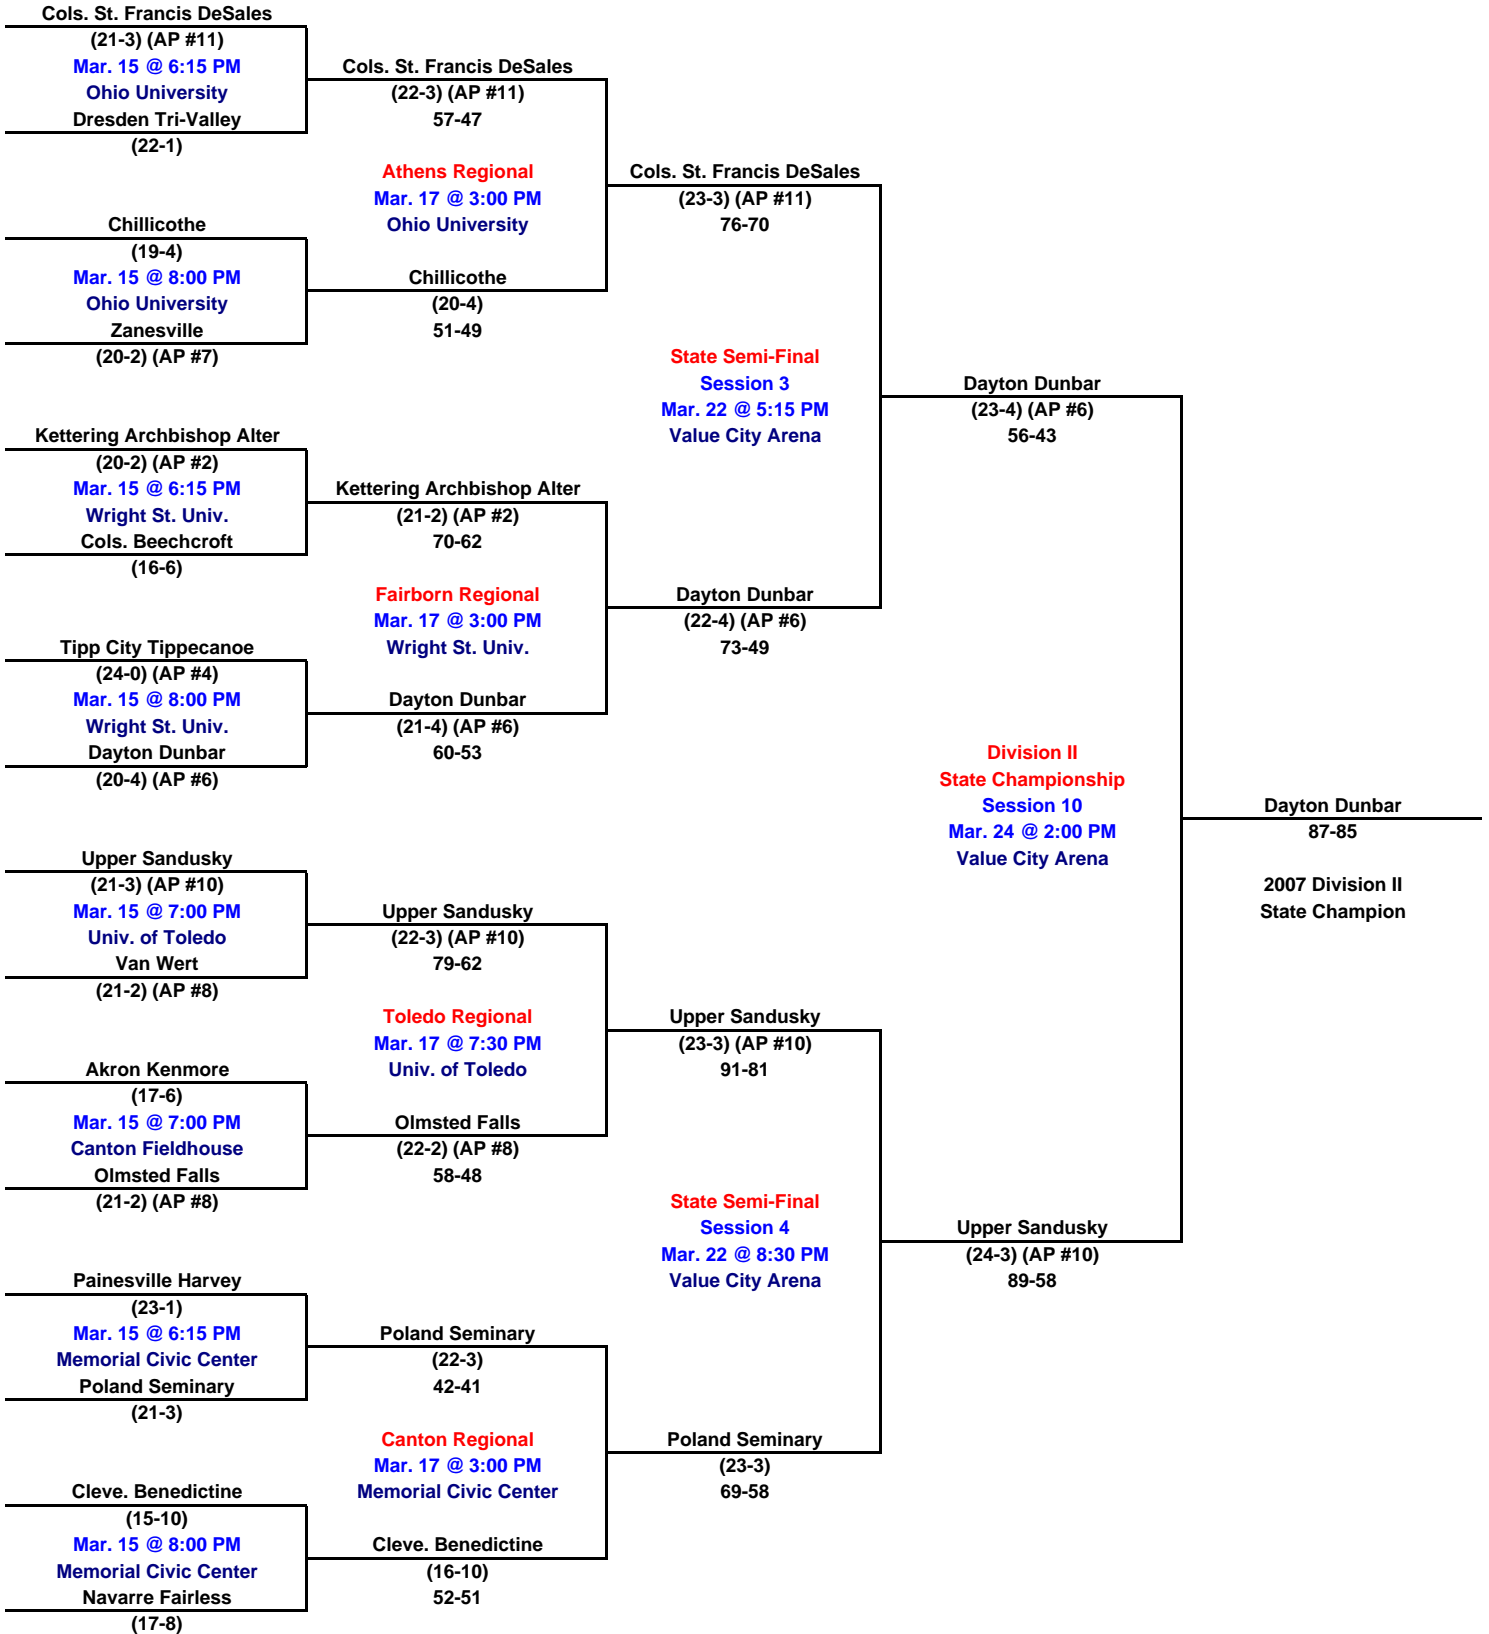 Cols. St. Francis DeSales
(21-3) (AP #11)
Mar. 15 @ 6:15 PM
Ohio University
Dresden Tri-Valley
(22-1)
Chillicothe
(19-4)
Mar. 15 @ 8:00 PM
Ohio University
Zanesville
(20-2) (AP #7)
Kettering Archbishop Alter
(20-2) (AP #2)
Mar. 15 @ 6:15 PM
Wright St. Univ.
Cols. Beechcroft
(16-6)
Tipp City Tippecanoe
(24-0) (AP #4)
Mar. 15 @ 8:00 PM
Wright St. Univ.
Dayton Dunbar
(20-4) (AP #6)
Upper Sandusky
(21-3) (AP #10)
Mar. 15 @ 7:00 PM
Univ. of Toledo
Van Wert
(21-2) (AP #8)
Akron Kenmore
(17-6)
Mar. 15 @ 7:00 PM
Canton Fieldhouse
Olmsted Falls
(21-2) (AP #8)
Painesville Harvey
(23-1)
Mar. 15 @ 6:15 PM
Memorial Civic Center
Poland Seminary
(21-3)
Cleve. Benedictine
(15-10)
Mar. 15 @ 8:00 PM
Memorial Civic Center
Navarre Fairless
(17-8)
Cols. St. Francis DeSales
(22-3) (AP #11)
57-47
Athens Regional
Mar. 17 @ 3:00 PM
Ohio University
Chillicothe
(20-4)
51-49
Kettering Archbishop Alter
(21-2) (AP #2)
70-62
Fairborn Regional
Mar. 17 @ 3:00 PM
Wright St. Univ.
Dayton Dunbar
(21-4) (AP #6)
60-53
Upper Sandusky
(22-3) (AP #10)
79-62
Toledo Regional
Mar. 17 @ 7:30 PM
Univ. of Toledo
Olmsted Falls
(22-2) (AP #8)
58-48
Poland Seminary
(22-3)
42-41
Canton Regional
Mar. 17 @ 3:00 PM
Memorial Civic Center
Cleve. Benedictine
(16-10)
52-51
Cols. St. Francis DeSales
(23-3) (AP #11)
76-70
State Semi-Final
Session 3
Mar. 22 @ 5:15 PM
Value City Arena
Dayton Dunbar
(22-4) (AP #6)
73-49
Upper Sandusky
(23-3) (AP #10)
91-81
State Semi-Final
Session 4
Mar. 22 @ 8:30 PM
Value City Arena
Poland Seminary
(23-3)
69-58
Dayton Dunbar
(23-4) (AP #6)
56-43
Division II
State Championship
Session 10
Mar. 24 @ 2:00 PM
Value City Arena
Upper Sandusky
(24-3) (AP #10)
89-58
Dayton Dunbar
87-85
2007 Division II
State Champion